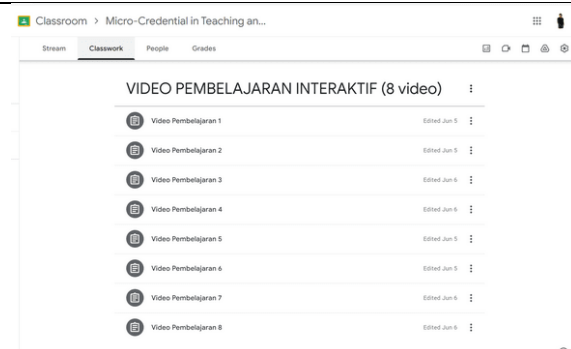 Classroom > Micro-Credential in Teaching an...
Stream Classwork People Grades
VIDEO PEMBELAJARAN INTERAKTIF (8 video)
Video Pembelajaran 1 Edited Jun 5
Video Pembelajaran 2 Edited Jun 5
Video Pembelajaran 3 Edited Jun 6
Video Pembelajaran 4 Edited Jun 6
Video Pembelajaran 5 Edited Jun 5
Video Pembelajaran 6 Edited Jun 5
Video Pembelajaran 7 Edited Jun 6
Video Pembelajaran 8 Edited Jun 6